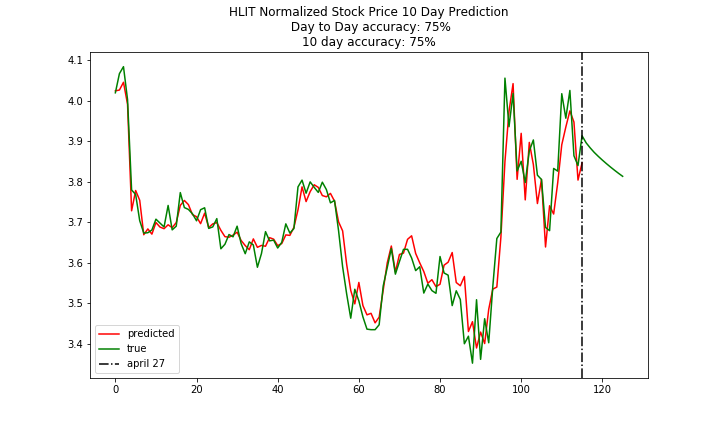 HLIT Normalized Stock Price 10 Day Prediction
Day to Day accuracy: 75%
10 day accuracy: 75%
4.1
4.0
3.9
3.8
3.7
3.6
3.5
3.4
predicted
true
april 27
0 20 40 60 80 100 120